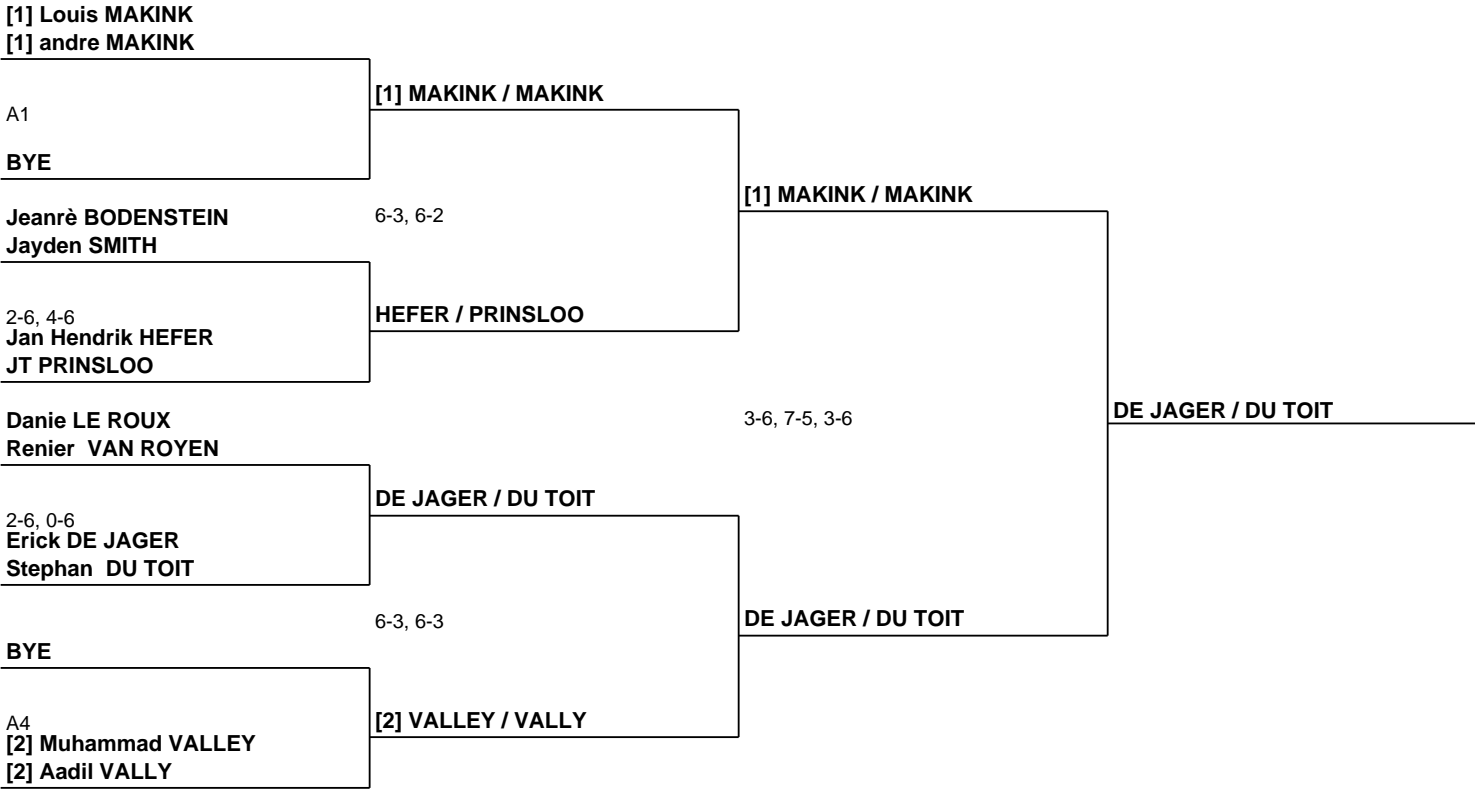 [1] Louis MAKINK
[1] andre MAKINK
[1] MAKINK / MAKINK
A1
BYE
[1] MAKINK / MAKINK
Jeanrè BODENSTEIN
6-3, 6-2
Jayden SMITH
2-6, 4-6
HEFER / PRINSLOO
Jan Hendrik HEFER
JT PRINSLOO
Danie LE ROUX
3-6, 7-5, 3-6
DE JAGER / DU TOIT
Renier  VAN ROYEN
DE JAGER / DU TOIT
2-6, 0-6
Erick DE JAGER
Stephan  DU TOIT
6-3, 6-3
DE JAGER / DU TOIT
BYE
A4
[2] VALLEY / VALLY
[2] Muhammad VALLEY
[2] Aadil VALLY